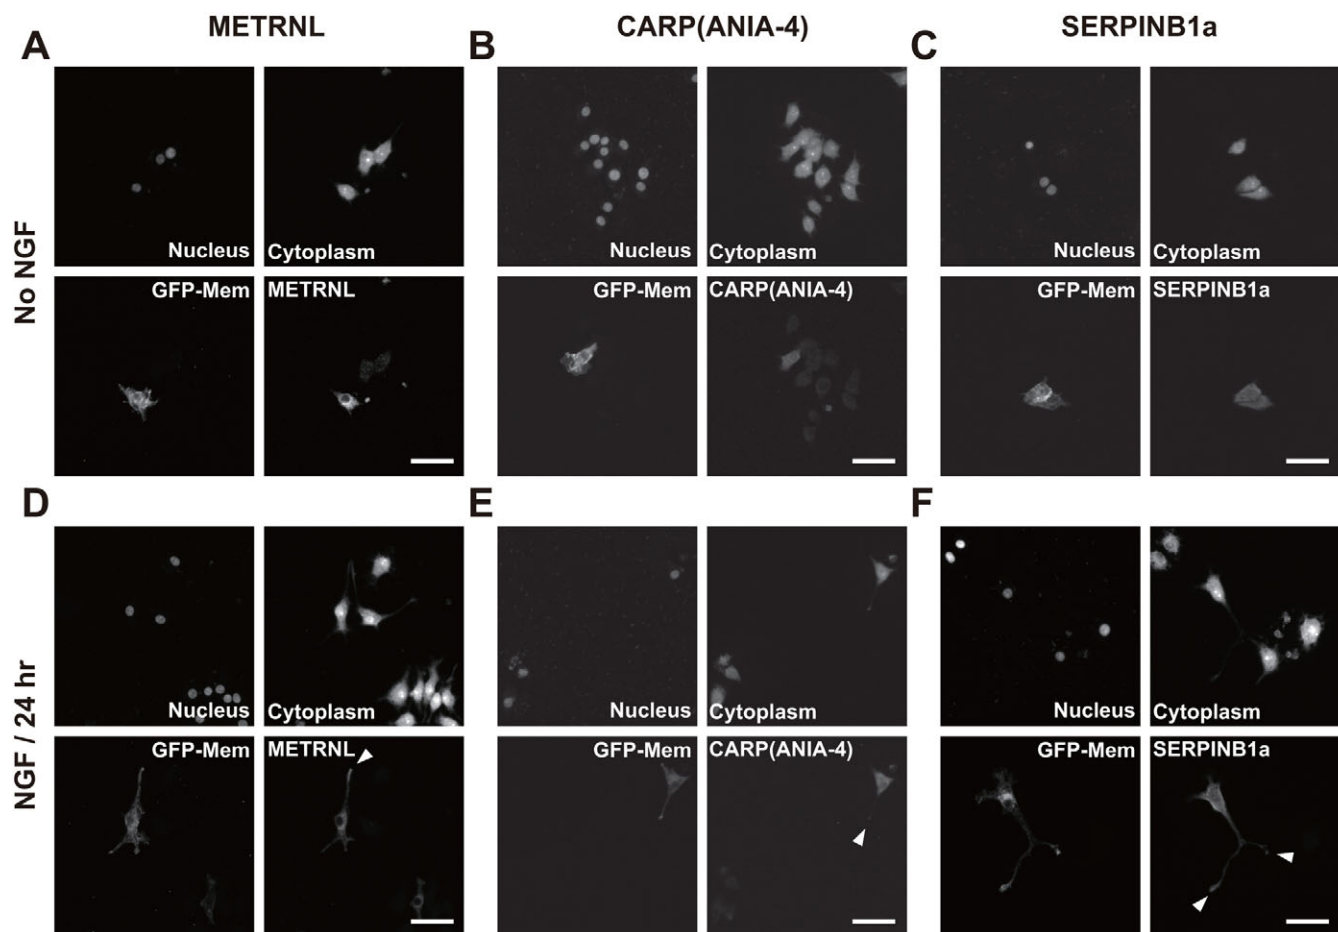 METRNL
CARP(ANIA-4)
SERPINB1a
A
B
C
No NGF
Nucleus
Cytoplasm
Nucleus
Cytoplasm
Nucleus
Cytoplasm
GFP-Mem
METRNL
GFP-Mem
CARP(ANIA-4)
GFP-Mem
SERPINB1a
D
E
F
NGF / 24 hr
Nucleus
Cytoplasm
Nucleus
Cytoplasm
Nucleus
Cytoplasm
GFP-Mem
METRNL
GFP-Mem
CARP(ANIA-4)
GFP-Mem
SERPINB1a